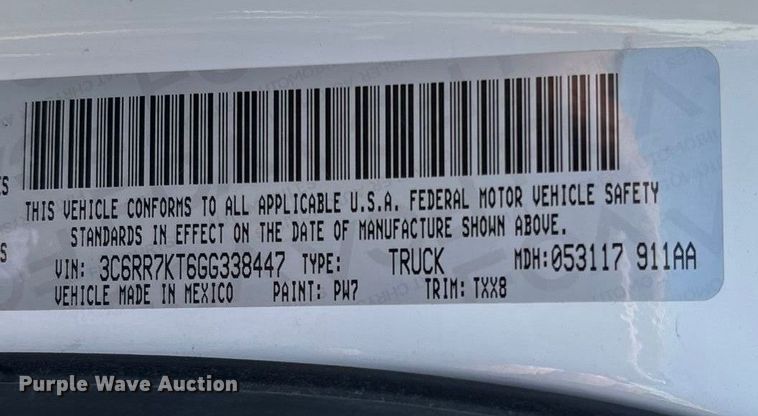 THIS VEHICLE CONFORMS TO ALL APPLICABLE U.S.A. FEDERAL MOTOR VEHICLE SAFETY
STANDARDS IN EFFECT ON THE DATE OF MANUFACTURE SHOWN ABOVE.
VIN: 3C6RR7KT6GG338447 TYPE: TRUCK MDH:053117 911AA
VEHICLE MADE IN MEXICO PAINT: PW7 TRIM: TXX8
Purple Wave Auction